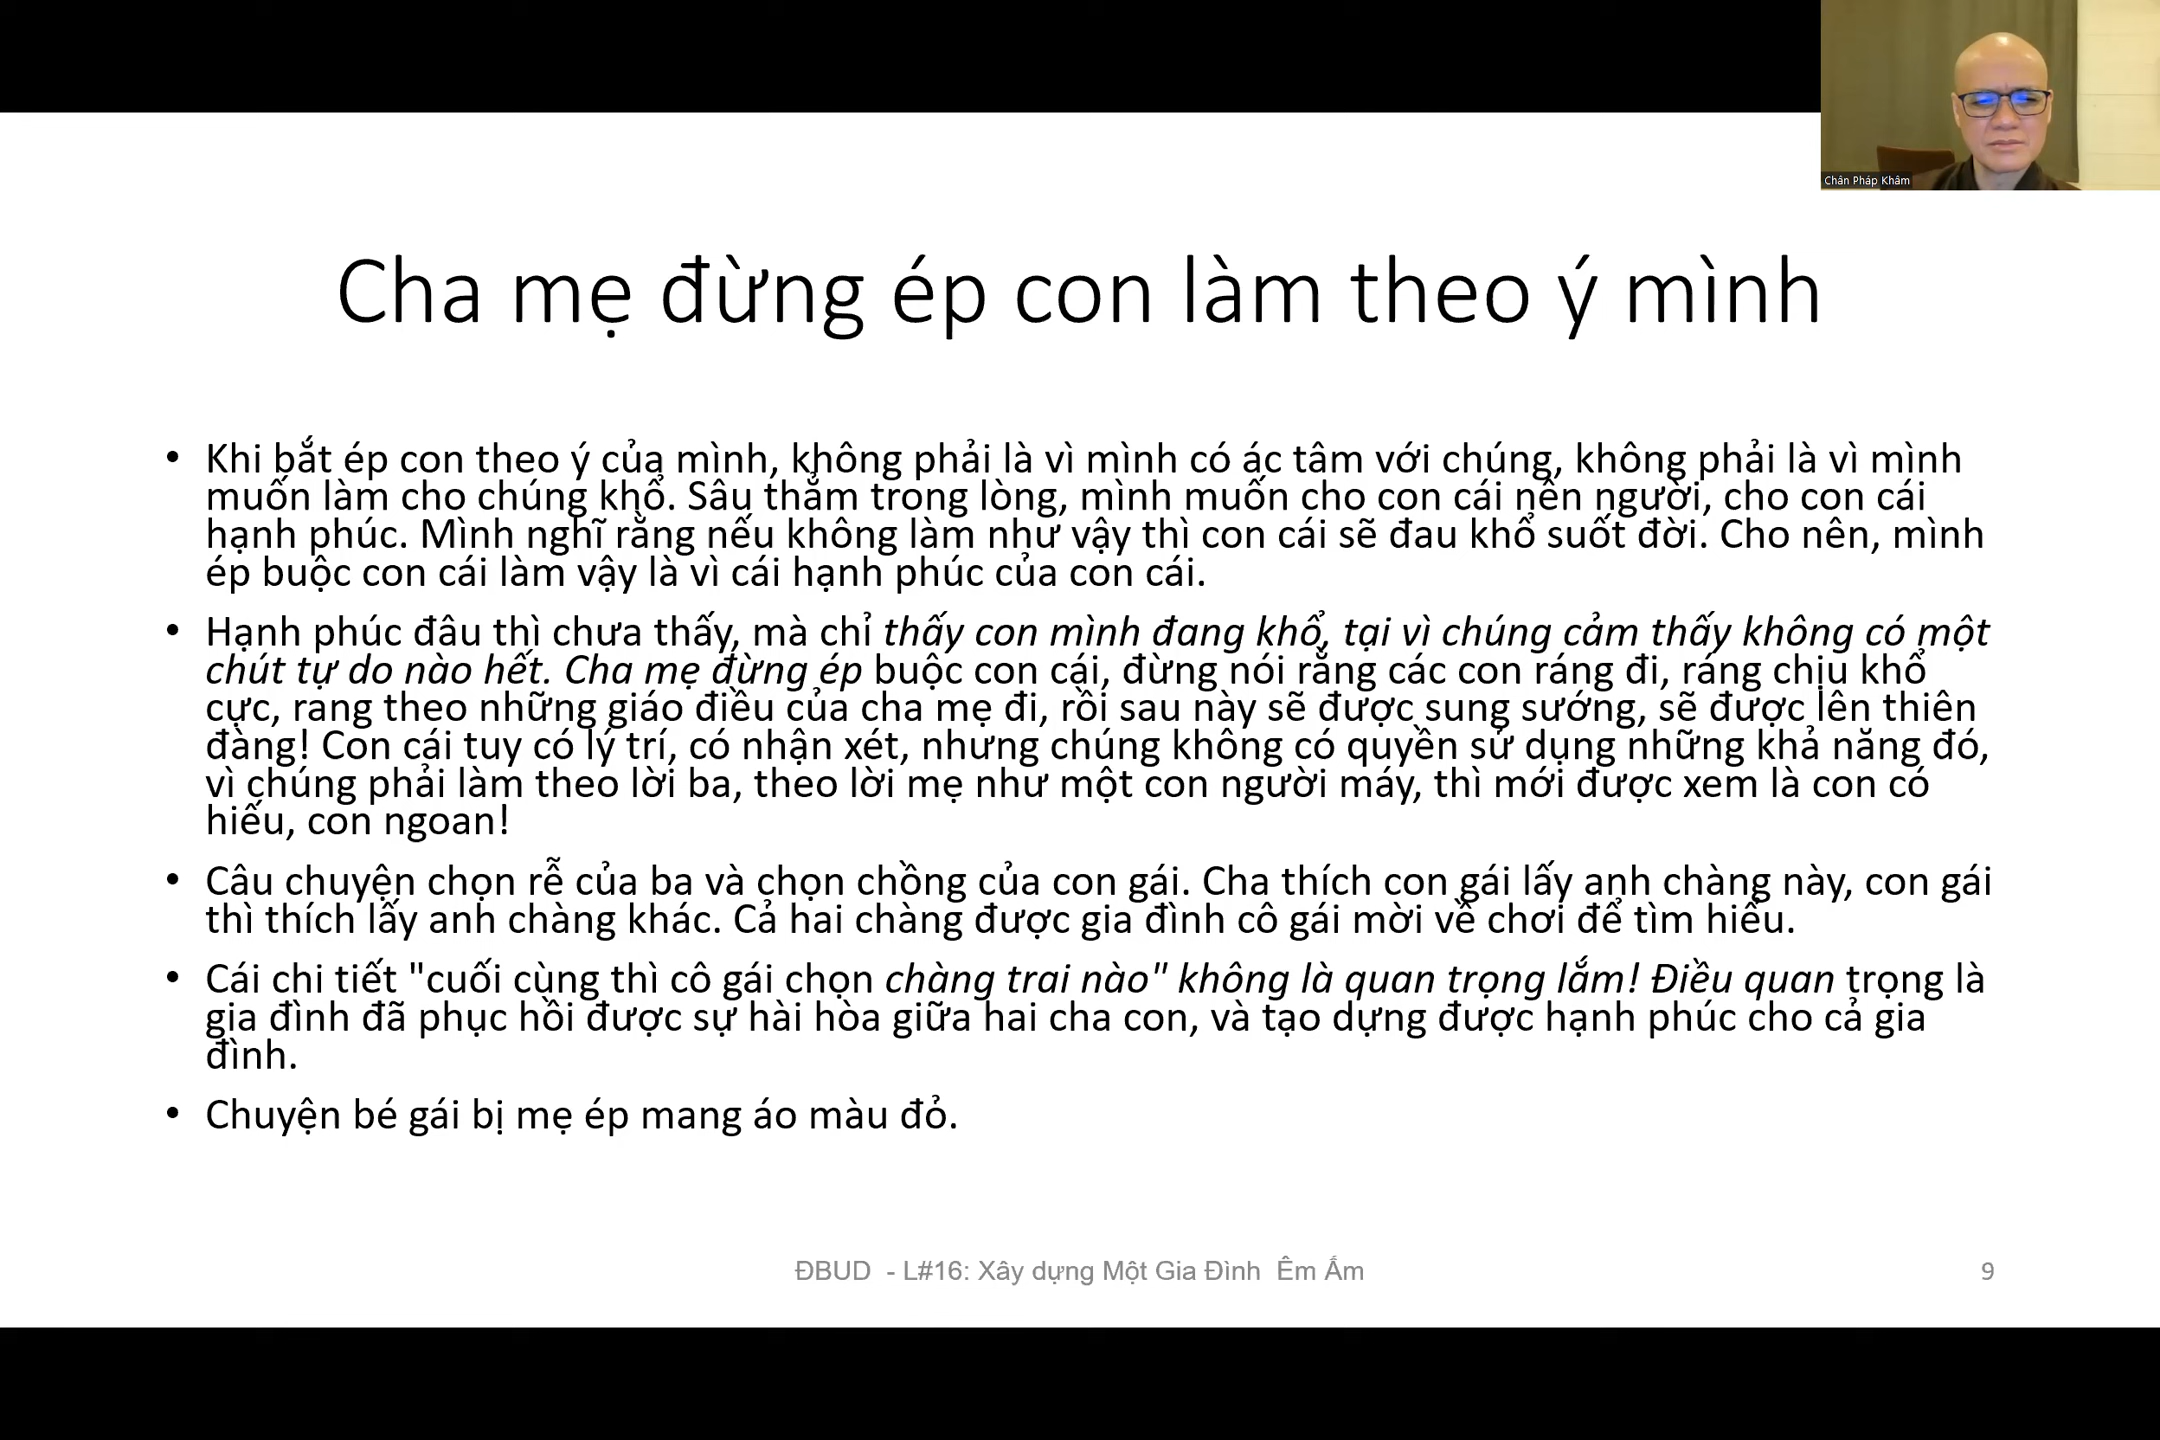 Chân Pháp Khâm
Cha mẹ đừng ép con làm theo ý mình
• Khi bắt ép con theo ý của mình, không phải là vì mình có ác tâm với chúng, không phải là vì mình
muốn làm cho chúng khổ. Sâu thẳm trong lòng, mình muốn cho con cái nên người, cho con cái
hạnh phúc. Mình nghĩ rằng nếu không làm như vậy thì con cái sẽ đau khổ suốt đời. Cho nên, mình
ép buộc con cái làm vậy là vì cái hạnh phúc của con cái.
• Hạnh phúc đâu thì chưa thấy, mà chỉ thấy con mình đang khổ, tại vì chúng cảm thấy không có một
chút tự do nào hết. Cha mẹ đừng ép buộc con cái, đừng nói rằng các con ráng đi, ráng chịu khổ
cực, rang theo những giáo điều của cha mẹ đi, rồi sau này sẽ được sung sướng, sẽ được lên thiên
đàng! Con cái tuy có lý trí, có nhận xét, nhưng chúng không có quyền sử dụng những khả năng đó,
vì chúng phải làm theo lời ba, theo lời mẹ như một con người máy, thì mới được xem là con có
hiếu, con ngoan!
• Câu chuyện chọn rễ của ba và chọn chồng của con gái. Cha thích con gái lấy anh chàng này, con gái
thì thích lấy anh chàng khác. Cả hai chàng được gia đình cô gái mời về chơi để tìm hiểu.
• Cái chi tiết "cuối cùng thì cô gái chọn chàng trai nào" không là quan trọng lắm! Điều quan trọng là
gia đình đã phục hồi được sự hài hòa giữa hai cha con, và tạo dựng được hạnh phúc cho cả gia
đình.
• Chuyện bé gái bị mẹ ép mang áo màu đỏ.
ĐBUD - L#16: Xây dựng Một Gia Đình Êm Ấm
9